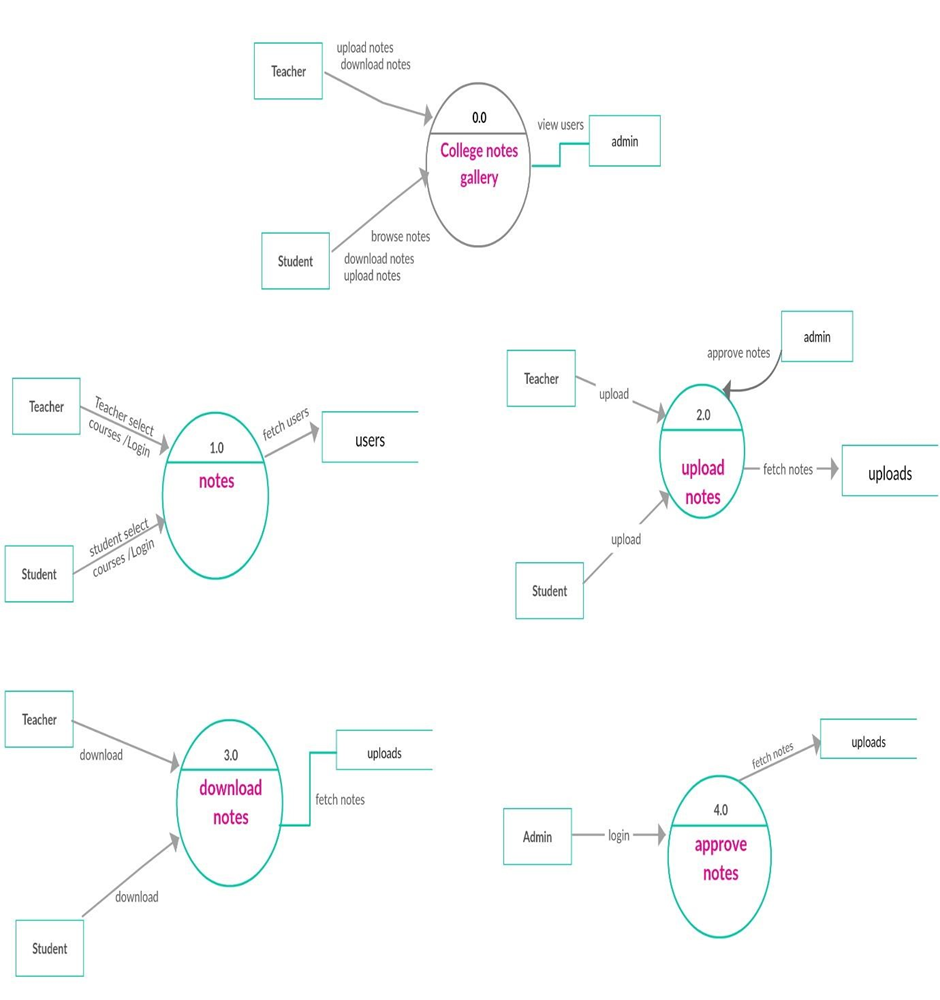 Teacher
upload notes
download notes
0.0
College notes
gallery
view users
admin
Student
browse notes
download notes
upload notes
Teacher
Teacher select
courses /Login
1.0
notes
fetch users
users
Student
student select
courses /Login
Teacher
upload
admin
approve notes
2.0
upload
notes
fetch notes
uploads
upload
Student
Teacher
download
3.0
download
notes
uploads
fetch notes
download
Student
Admin
login
4.0
approve
notes
fetch notes
uploads